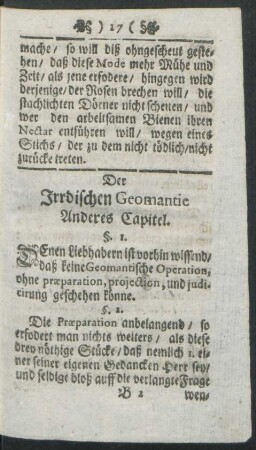 ) 17 (
mache / so will diß ohngescheut geste-
hen / daß diese Mode mehr Mühe und
Zeit / als jene erfodere / hingegen wird
derjenige / der Rosen brechen will / die
stachlichten Dörner nicht scheuen / und
wer den arbeitsamen Bienen ihren
Nectar entführen will / wegen eines
Stichs / der zu dem nicht tödlich / nicht
zurücke treten.
Der
Irrdischen Geomantie
Anderes Capitel.
§. 1.
DEnen Liebhabern ist vorhin wissend /
daß keine Geomantische Operation,
ohne præparation, projection, und judi-
cirung geschehen könne.
§. 2.
Die Præparation anbelangend / so
erfodert man nichts weiters / als diese
drey nöthige Stücke / daß nemlich 1. ei-
ner seiner eigenen Gedancken Herr sey /
und selbige bloß auff die verlangte Frage
B 2 wen-